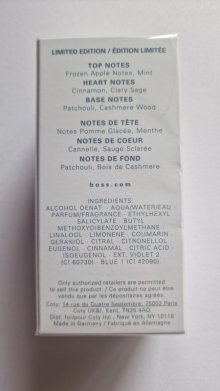 LIMITED EDITION / ÉDITION LIMITÉE
TOP NOTES
Frozen Apple Notes, Mint
HEART NOTES
Cinnamon, Clary Sage
BASE NOTES
Patchouli, Cashmere Wood
NOTES DE TÊTE
Notes Pomme Glacée, Menthe
NOTES DE COEUR
Cannelle, Sauge Sclarée
NOTES DE FOND
Patchouli, Bois de Cashmere
boss.com
INGREDIENTS:
ALCOHOL DENAT. - AQUA/WATER/EAU
PARFUM/FRAGRANCE - ETHYLHEXYL
SALICYLATE - BUTYL
METHOXYDIBENZOYLMETHANE
LINALOOL - LIMONENE - COUMARIN
GERANIOL - CITRAL - CITRONELLOL
EUGENOL - CINNAMAL - CITRIC ACID
ISOEUGENOL - EXT. VIOLET 2
(CI 60730) - BLUE 1 (CI 42090).
Only authorized retailers are permitted
to sell this product. / Ce produit ne peut être
vendu que par les dépositaires agréés.
Coty, 14 rue du Quatre Septembre, 75002 Paris
Coty UK&I, Kent, TN25 4AQ
Dist. Hfc/pour Coty Inc. - New York, NY 10118
Made in Germany / Fabriqué en Allemagne